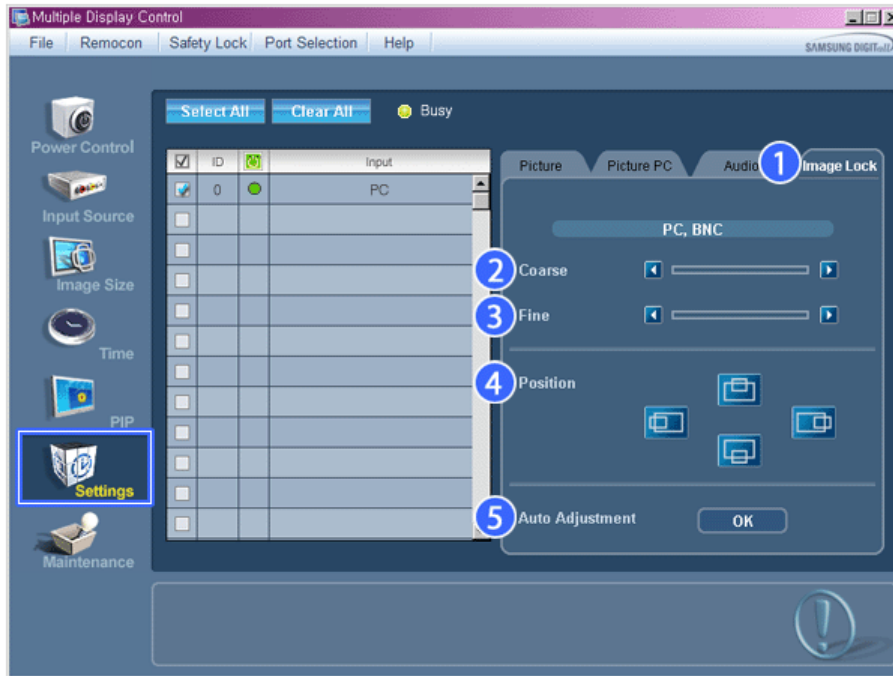 Multiple Display Control
File Remocon Safety Lock Port Selection Help
SAMSUNG DIGITall
Select All Clear All Busy
Power Control
Input Source
Image Size
Time
PIP
Settings
Maintenance
ID Input
0 PC
Picture Picture PC Audio 1 Image Lock
PC, BNC
2 Coarse
3 Fine
4 Position
5 Auto Adjustment OK